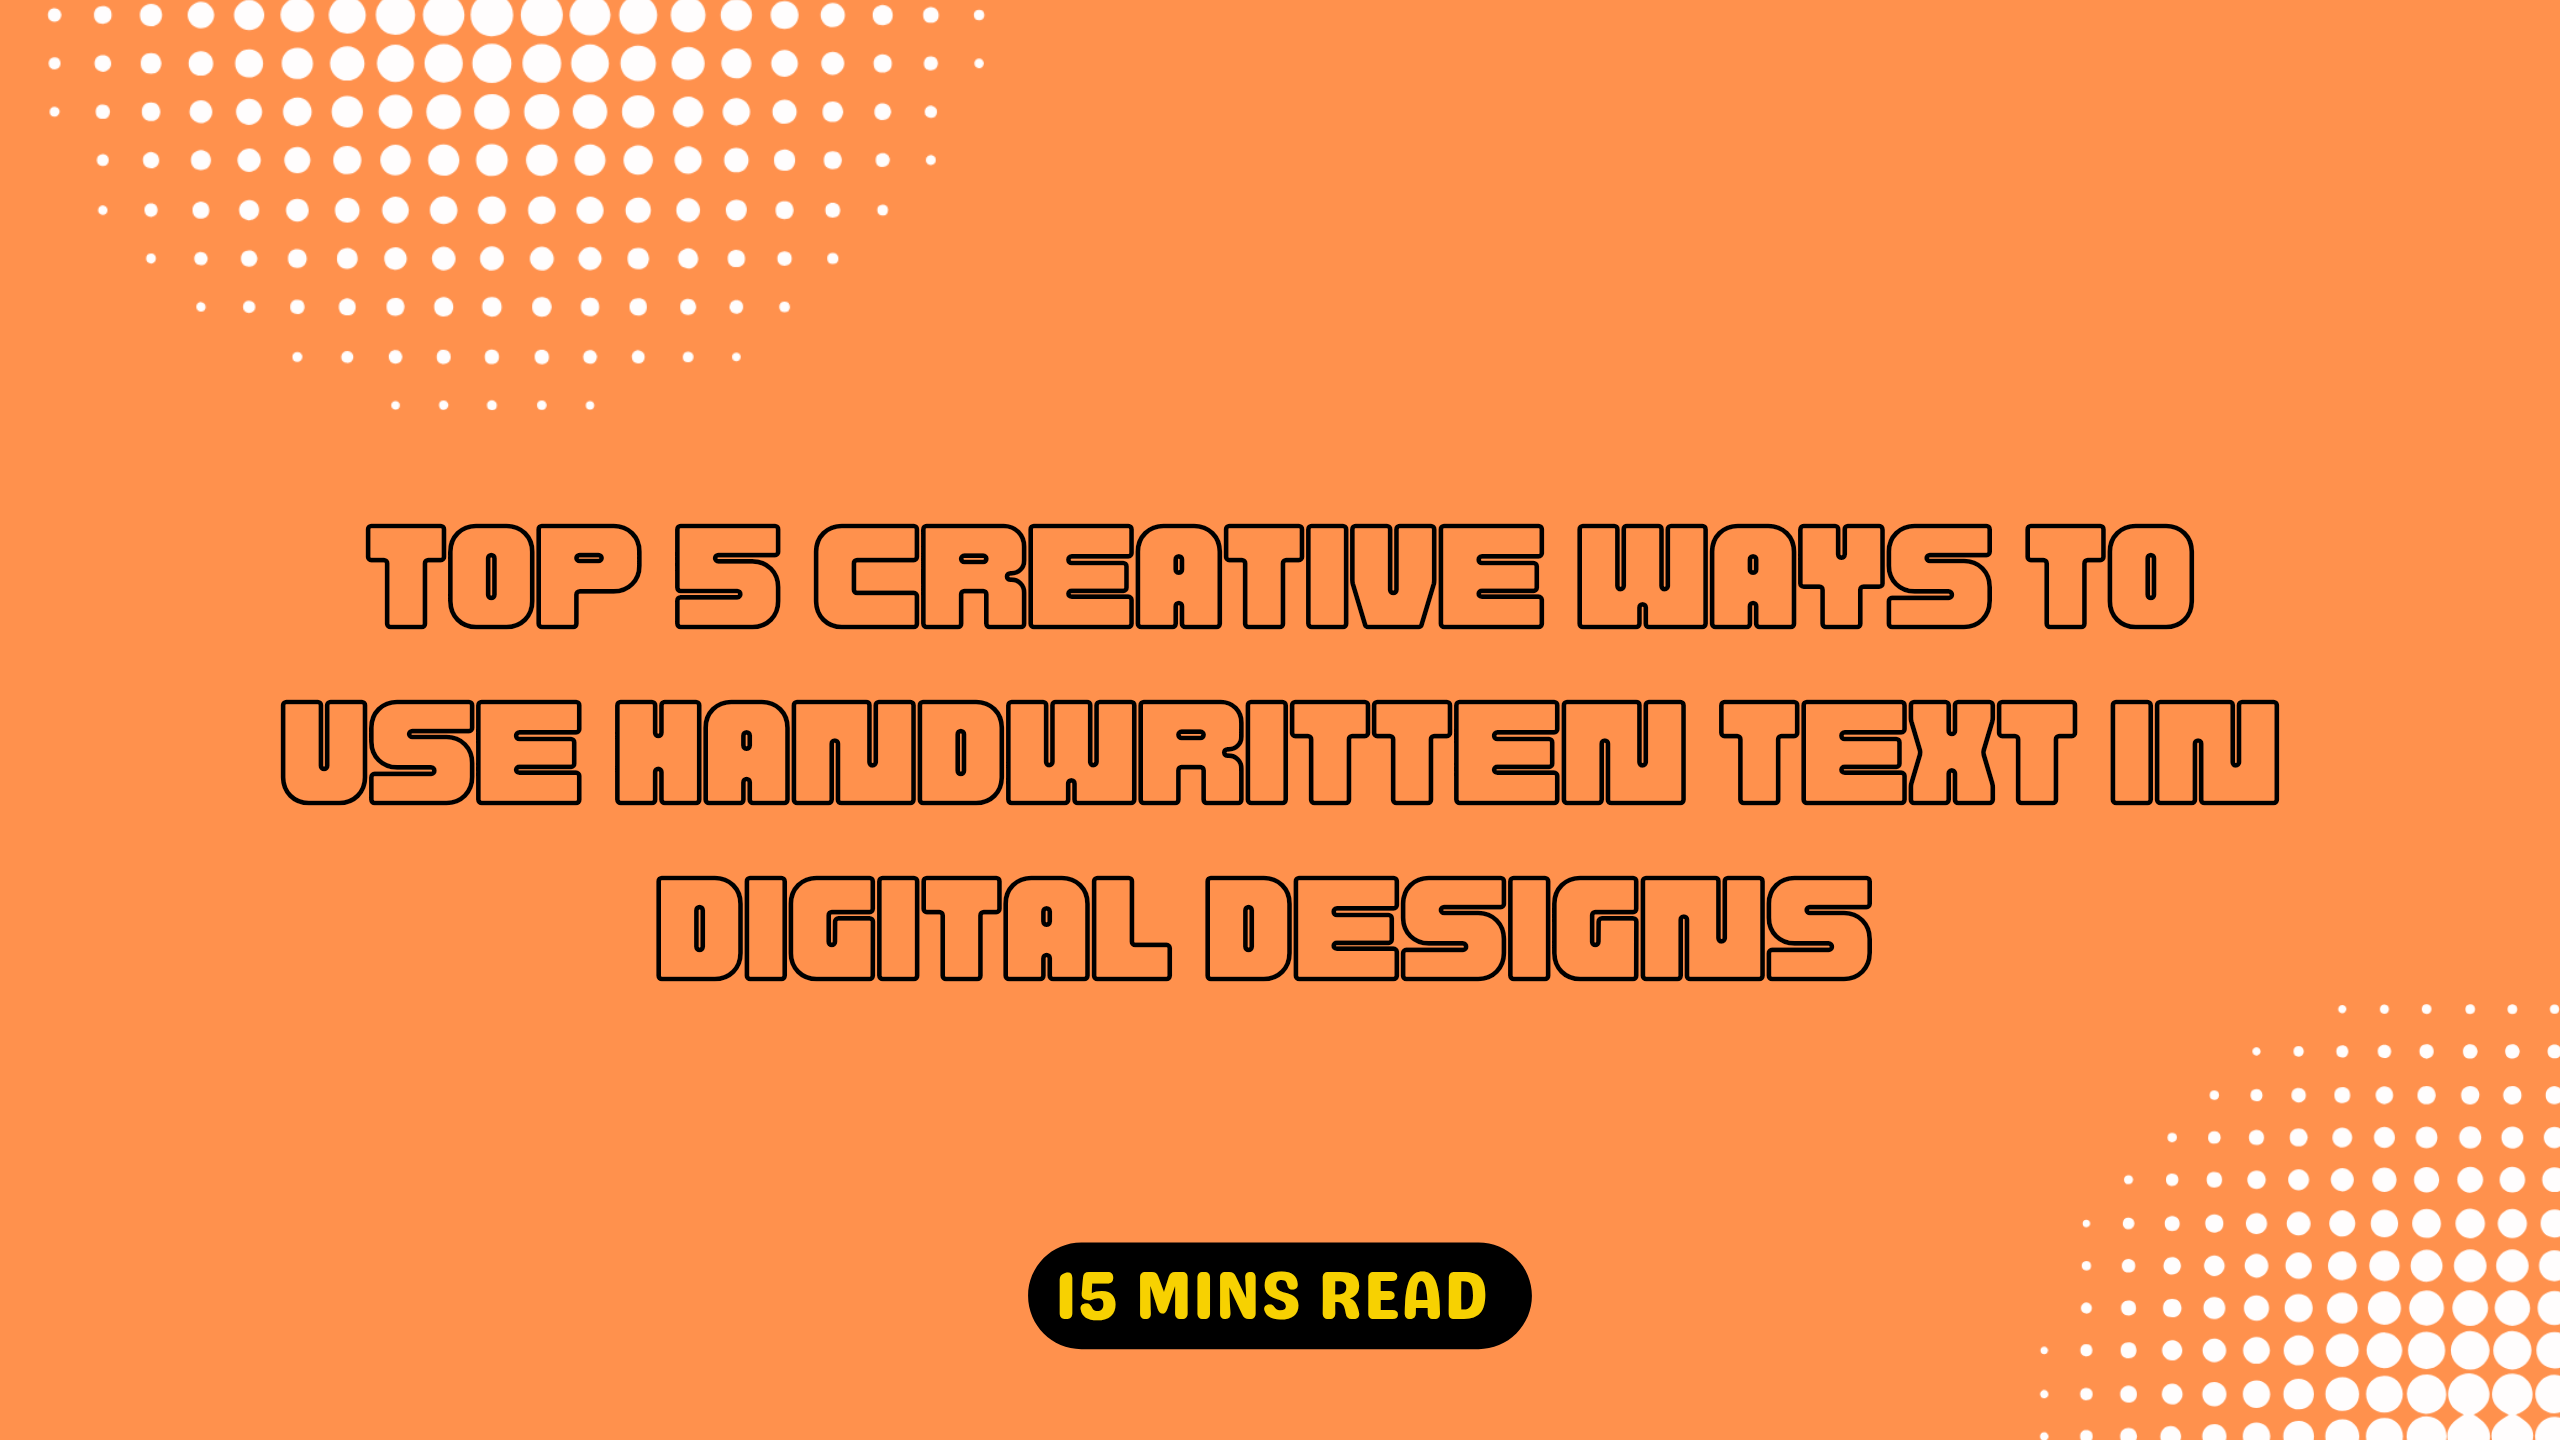 TOP 5 CREATIVE WAYS TO
USE HANDWRITTEN TEXT IN
DIGITAL DESIGNS
15 MINS READ